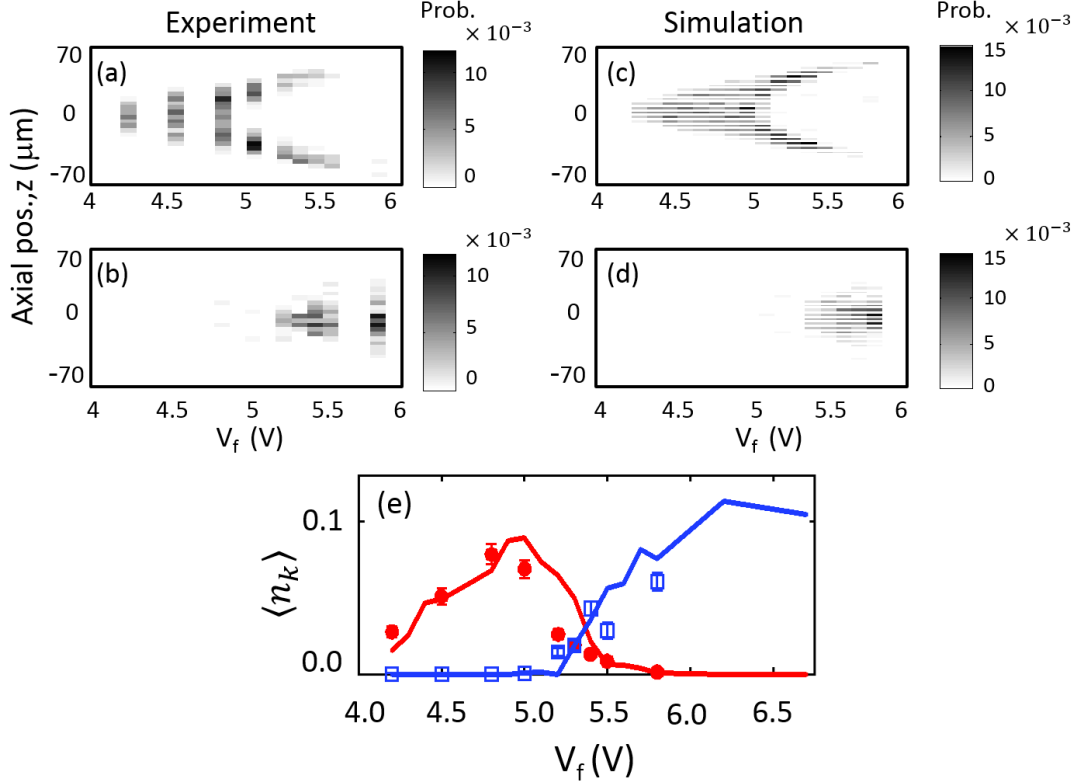 Experiment
Prob.
× 10⁻³
Simulation
Prob.
× 10⁻³
Axial pos.,z (μm)
70
0
-70
(a)
4 4.5 5 5.5 6
10
5
0
(c)
70
0
-70
4 4.5 5 5.5 6
15
10
5
0
70
0
-70
(b)
4 4.5 5 5.5 6
V_f (V)
× 10⁻³
10
5
0
70
0
-70
(d)
4 4.5 5 5.5 6
V_f (V)
× 10⁻³
15
10
5
0
(e)
⟨n_k⟩
0.1
0.0
4.0 4.5 5.0 5.5 6.0 6.5
V_f (V)